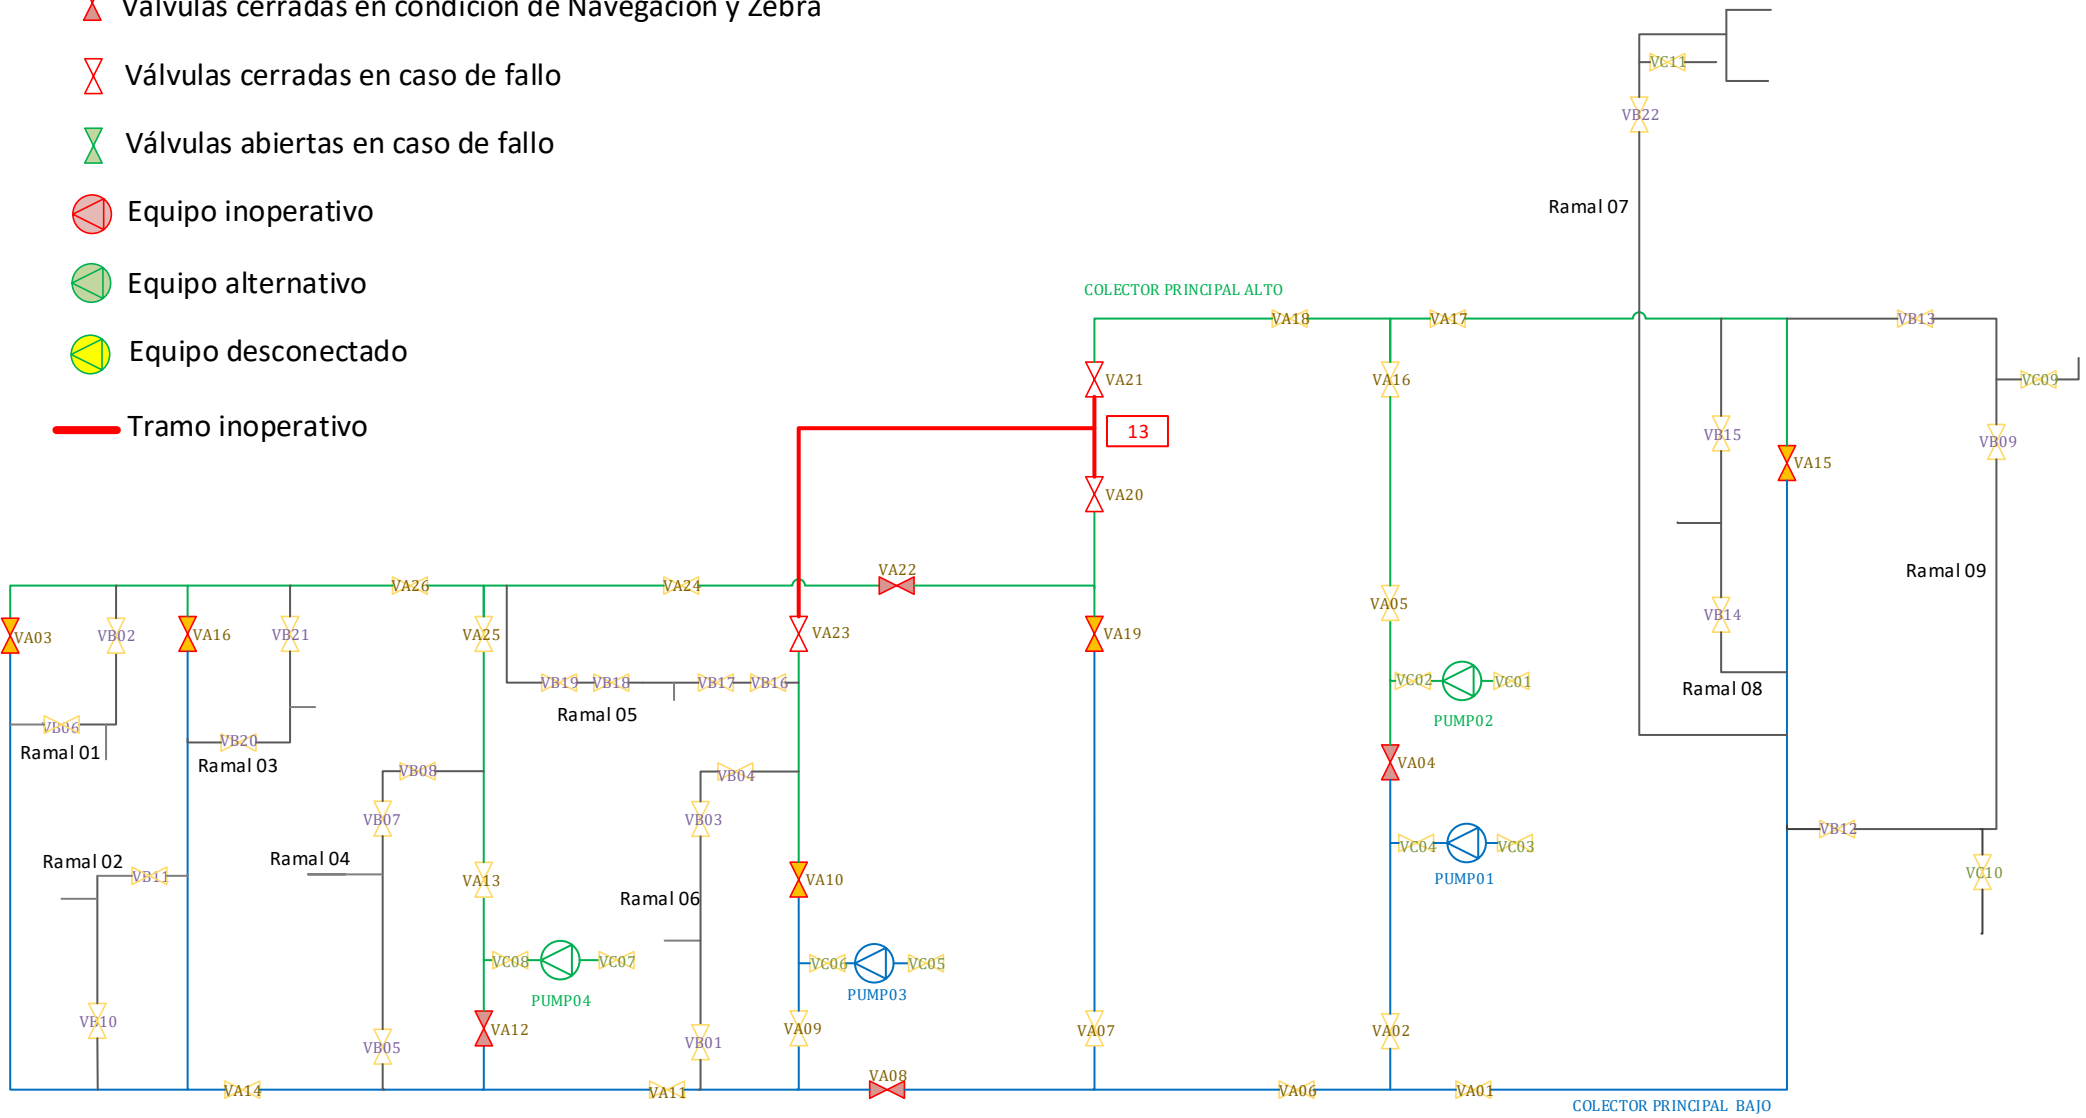 Válvulas cerradas en condición de Navegación y Zebra
Válvulas cerradas en caso de fallo
Válvulas abiertas en caso de fallo
Equipo inoperativo
Equipo alternativo
Equipo desconectado
Tramo inoperativo
VC11
VB22
Ramal 07
COLECTOR PRINCIPAL ALTO
VA18
VA17
VB13
VA21
VA16
VC09
13
VB15
VB09
VA15
VA20
VA22
VA26
VA24
Ramal 09
VA05
VB14
VA03
VB02
VA16
VB21
VA25
VA23
VA19
VB19
VB18
VB17
VB16
VC02
VC01
Ramal 08
Ramal 05
PUMP02
VB06
Ramal 01
VB20
Ramal 03
VB08
VB04
VA04
VB07
VB03
VB12
VC04
VC03
Ramal 02
Ramal 04
VB11
VA13
VA10
PUMP01
VC10
Ramal 06
VC08
VC07
VC06
VC05
PUMP04
PUMP03
VB10
VA12
VA09
VA07
VA02
VB05
VB01
VA08
VA14
VA11
VA06
VA01
COLECTOR PRINCIPAL BAJO